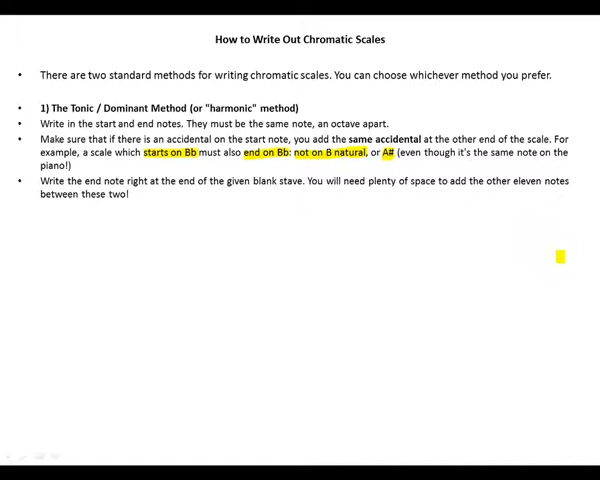 How to Write Out Chromatic Scales
• There are two standard methods for writing chromatic scales. You can choose whichever method you prefer.
• 1) The Tonic / Dominant Method (or "harmonic" method)
• Write in the start and end notes. They must be the same note, an octave apart.
• Make sure that if there is an accidental on the start note, you add the same accidental at the other end of the scale. For
example, a scale which starts on Bb must also end on Bb: not on B natural, or A# (even though it's the same note on the
piano!)
• Write the end note right at the end of the given blank stave. You will need plenty of space to add the other eleven notes
between these two!